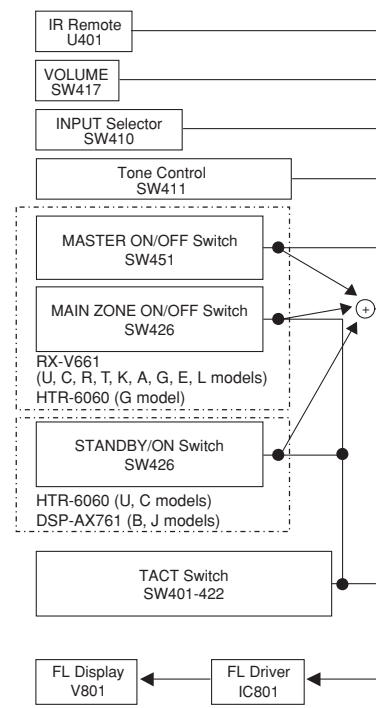 IR Remote
U401
VOLUME
SW417
INPUT Selector
SW410
Tone Control
SW411
MASTER ON/OFF Switch
SW451
MAIN ZONE ON/OFF Switch
SW426
RX-V661
(U, C, R, T, K, A, G, E, L models)
HTR-6060 (G model)
STANDBY/ON Switch
SW426
HTR-6060 (U, C models)
DSP-AX761 (B, J models)
TACT Switch
SW401-422
FL Display
V801
FL Driver
IC801
+